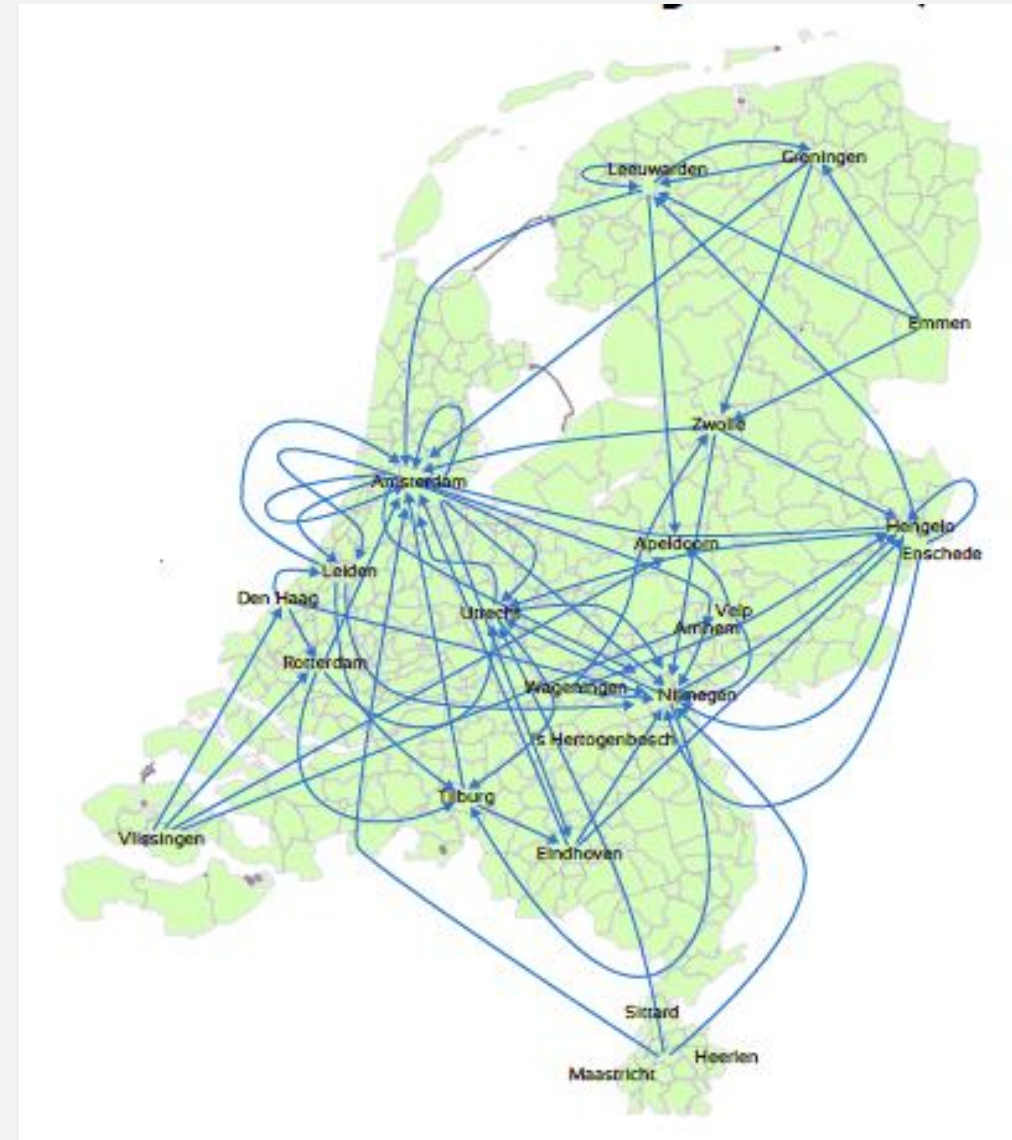 Groningen
Leeuwarden
Emmen
Zwolle
Amsterdam
Hengelo
Apeldoorn
Enschede
Leiden
Den Haag
Utrecht
Velp
Arnhem
Rotterdam
Wageningen
Nijmegen
's Hertogenbosch
Tilburg
Vlissingen
Eindhoven
Sittard
Heerlen
Maastricht